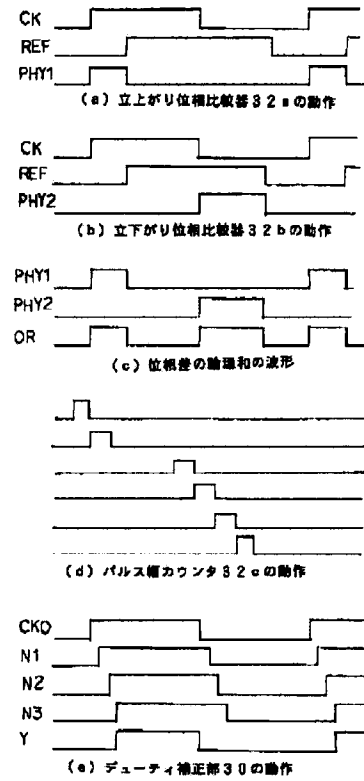 CK
REF
PHY1
(a)立上がり位相比較器32aの動作
CK
REF
PHY2
(b)立下がり位相比較器32bの動作
PHY1
PHY2
OR
(c)位相差の論理和の波形
(d)パルス幅カウンタ32cの動作
CKD
N1
N2
N3
Y
(e)デューティ補正部30の動作